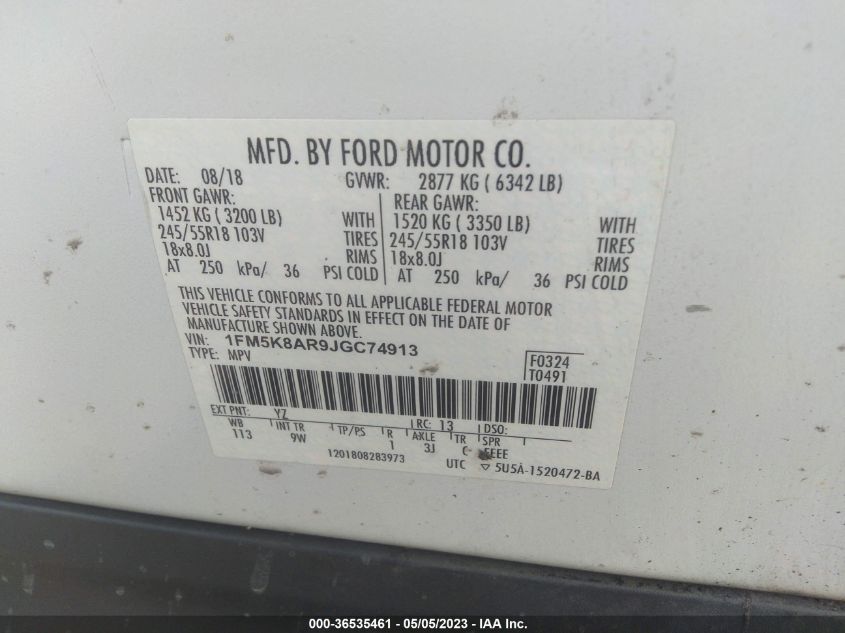 MFD. BY FORD MOTOR CO.
DATE: 08/18 GVWR: 2877 KG ( 6342 LB)
FRONT GAWR: REAR GAWR:
1452 KG ( 3200 LB) WITH 1520 KG ( 3350 LB) WITH
245/55R18 103V TIRES 245/55R18 103V TIRES
18x8.0J RIMS 18x8.0J RIMS
AT 250 kPa/ 36 PSI COLD AT 250 kPa/ 36 PSI COLD
THIS VEHICLE CONFORMS TO ALL APPLICABLE FEDERAL MOTOR
VEHICLE SAFETY STANDARDS IN EFFECT ON THE DATE OF
MANUFACTURE SHOWN ABOVE.
VIN: 1FM5K8AR9JGC74913
TYPE: MPV
F0324
T0491
EXT PNT: YZ RC: 13 DSO:
WB INT TR TP/PS R AXLE TR SPR
113 9W 1 3J C EEEE
1201808283973 UTC ▽ 5U5A-1520472-BA
000-36535461 - 05/05/2023 - IAA Inc.